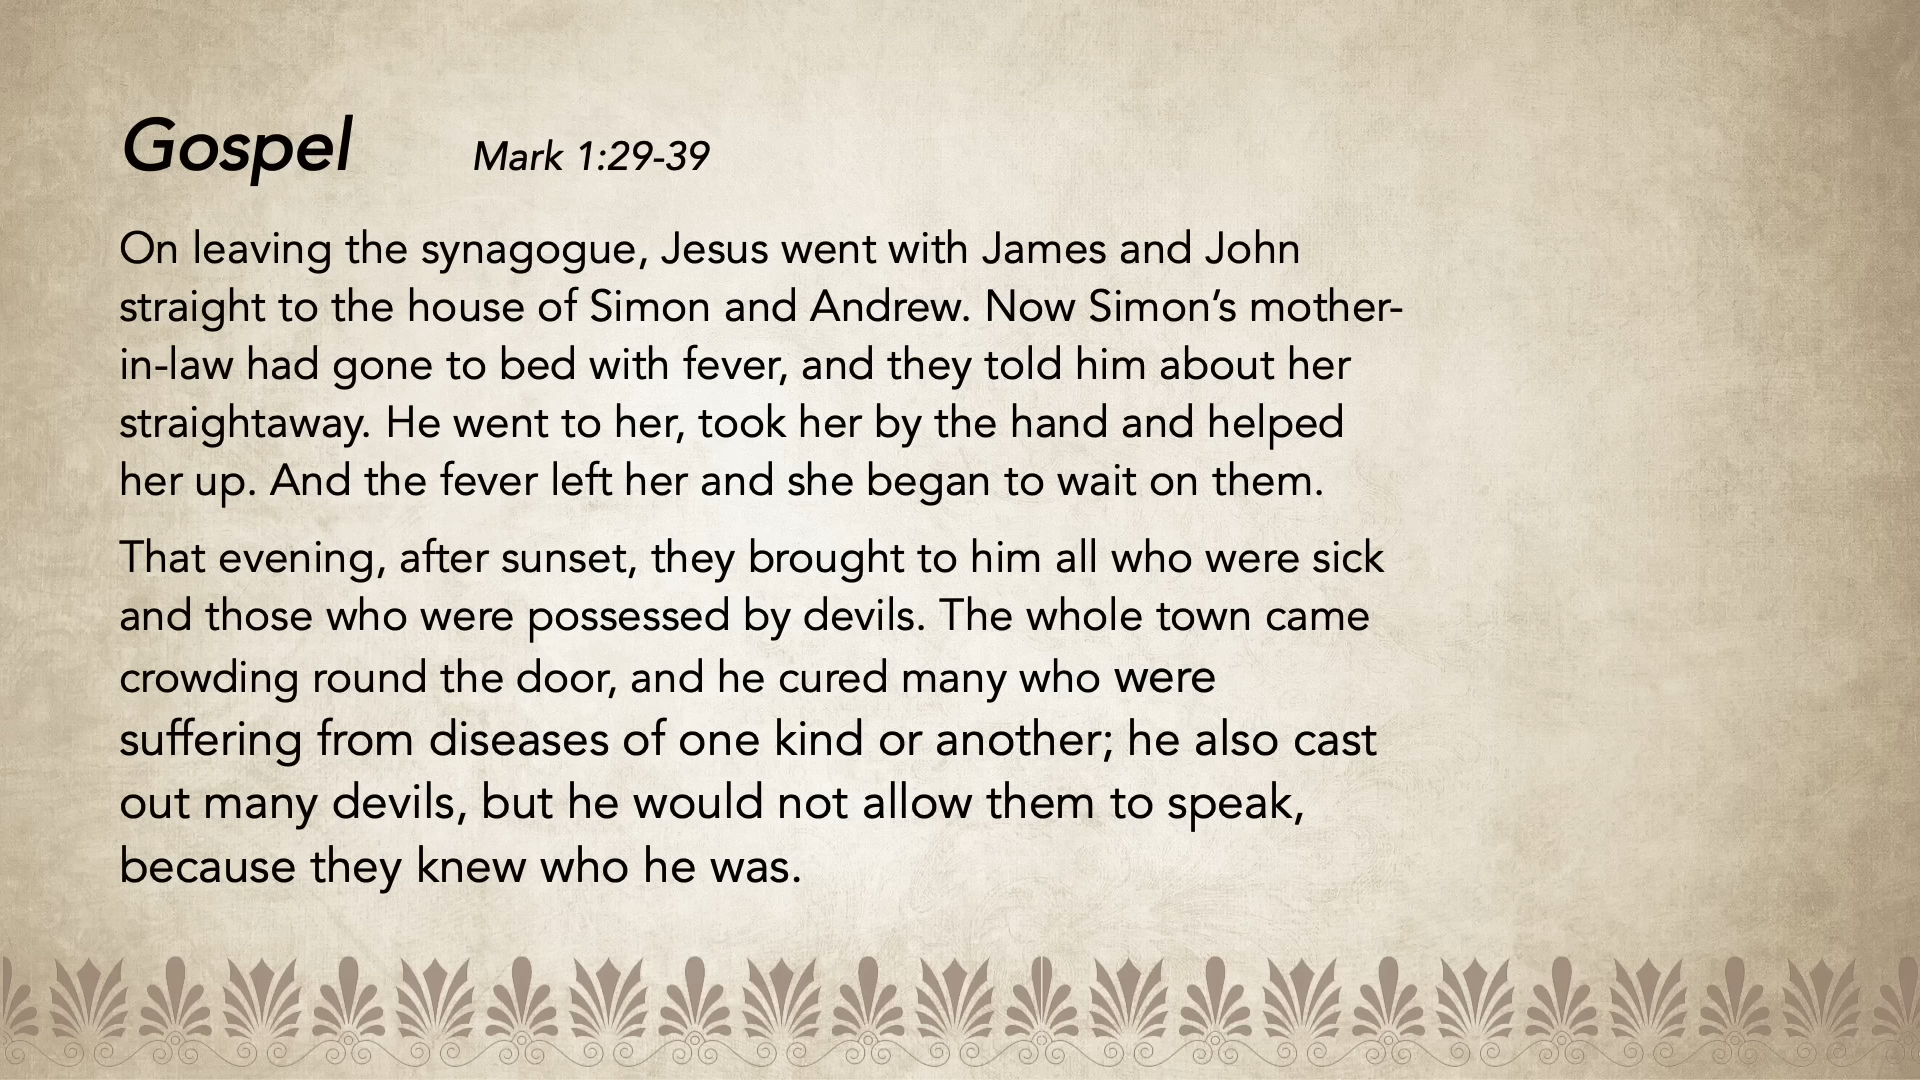 Gospel Mark 1:29-39
On leaving the synagogue, Jesus went with James and John
straight to the house of Simon and Andrew. Now Simon’s mother-
in-law had gone to bed with fever, and they told him about her
straightaway. He went to her, took her by the hand and helped
her up. And the fever left her and she began to wait on them.
That evening, after sunset, they brought to him all who were sick
and those who were possessed by devils. The whole town came
crowding round the door, and he cured many who were
suffering from diseases of one kind or another; he also cast
out many devils, but he would not allow them to speak,
because they knew who he was.